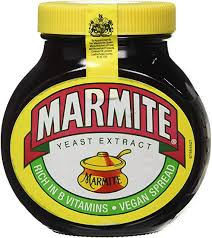 MARMITE®
YEAST EXTRACT
MARMITE
RICH IN B VITAMINS • VEGAN SPREAD